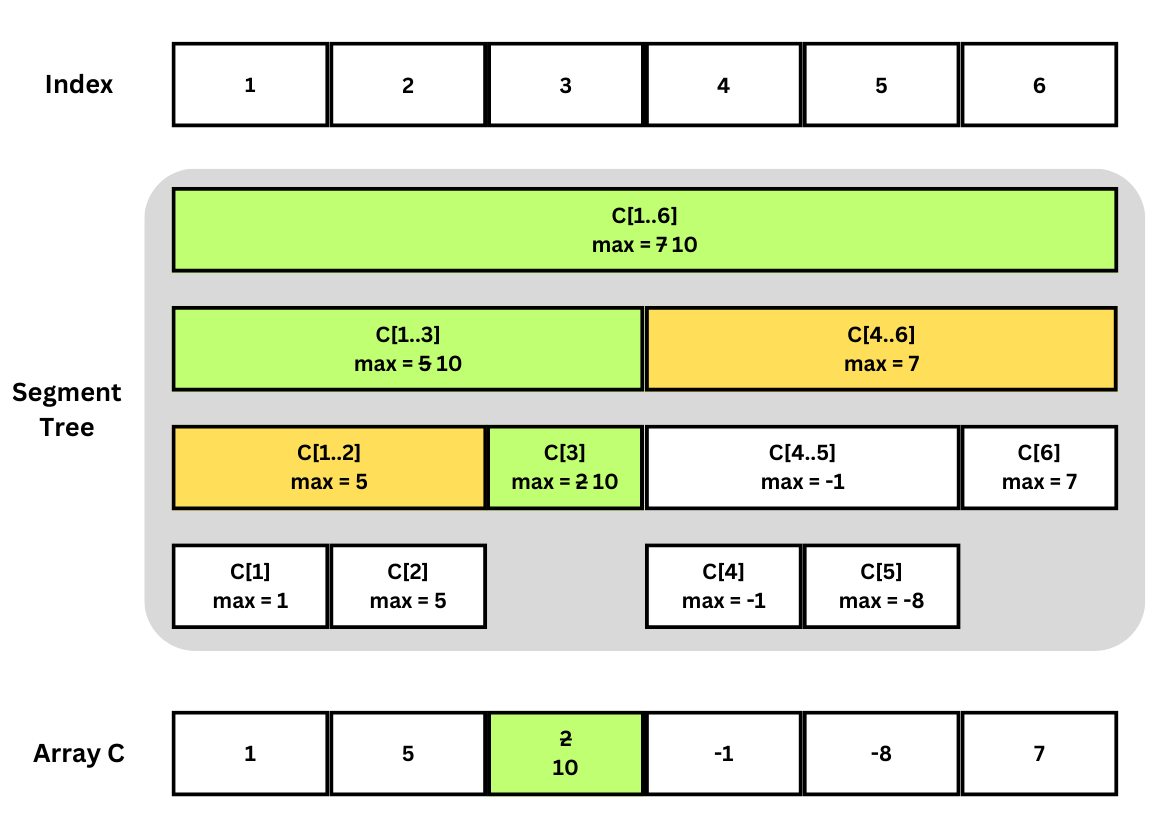 Index 1 2 3 4 5 6
C[1..6]
max = 7 10
C[1..3] C[4..6]
max = 5 10 max = 7
Segment
Tree
C[1..2] C[3] C[4..5] C[6]
max = 5 max = 2 10 max = -1 max = 7
C[1] C[2] C[4] C[5]
max = 1 max = 5 max = -1 max = -8
2
Array C 1 5 10 -1 -8 7